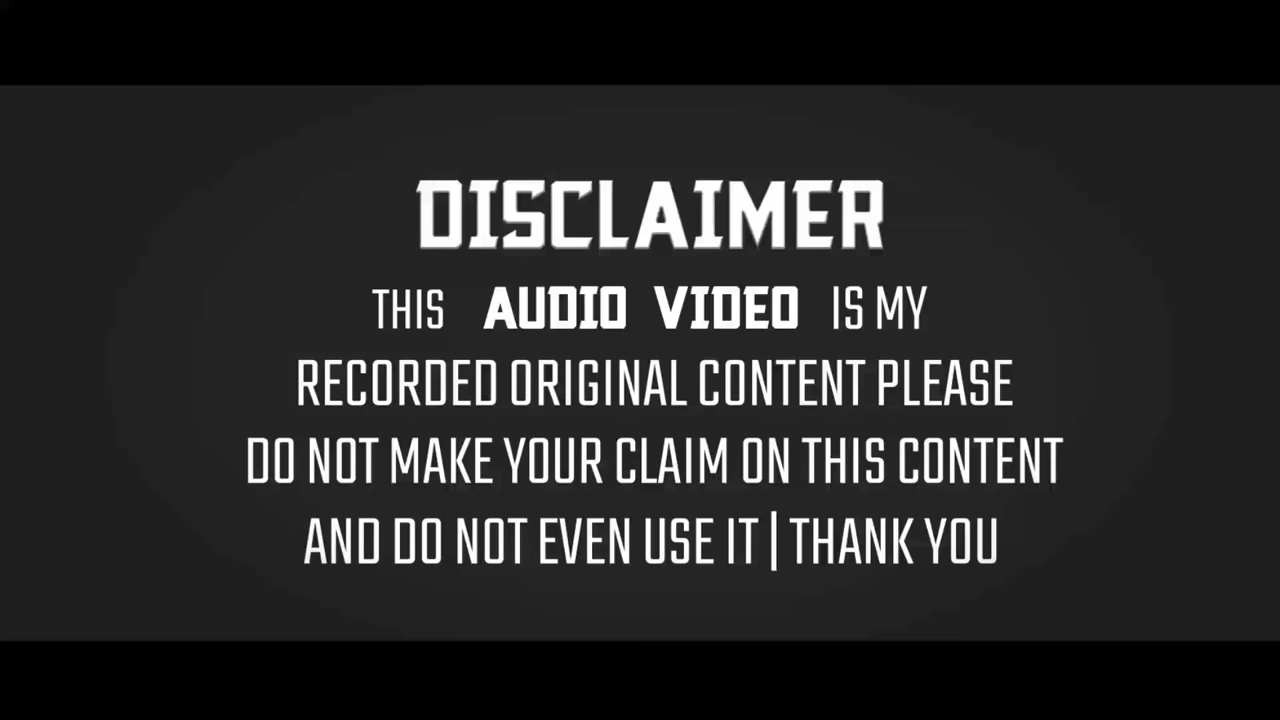 DISCLAIMER
THIS AUDIO VIDEO IS MY
RECORDED ORIGINAL CONTENT PLEASE
DO NOT MAKE YOUR CLAIM ON THIS CONTENT
AND DO NOT EVEN USE IT | THANK YOU